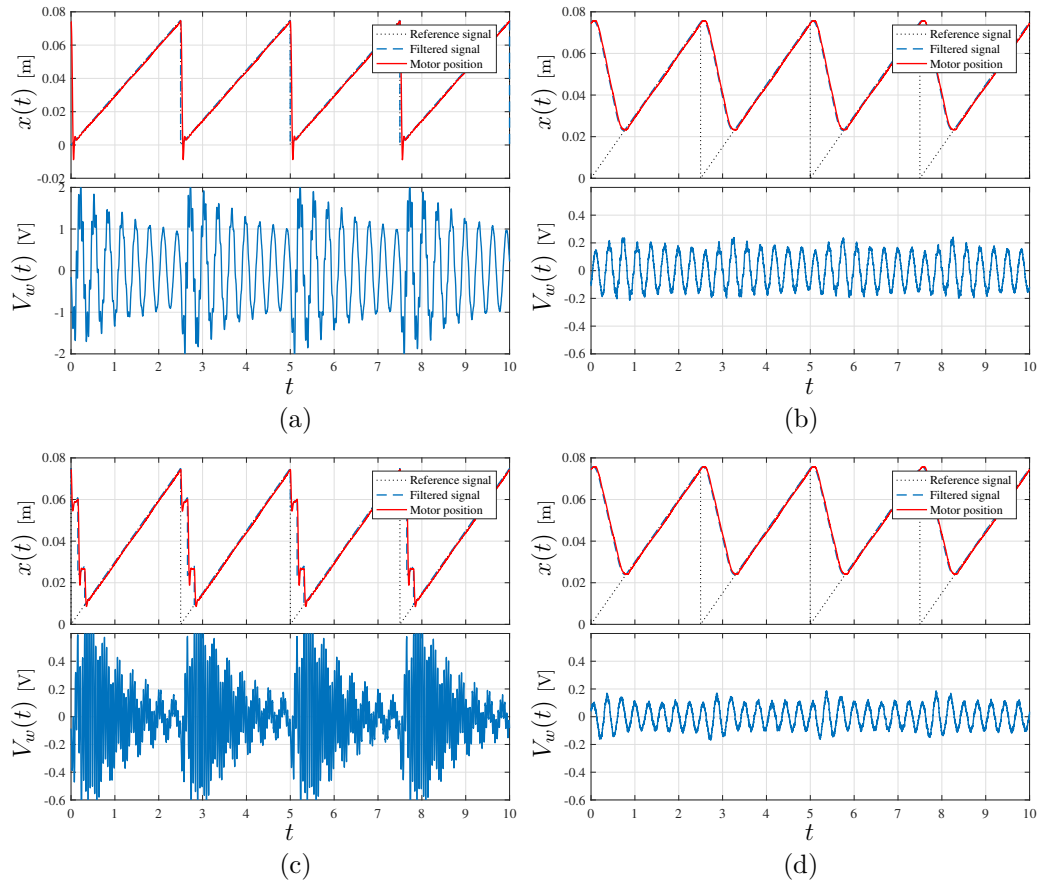 0.08
0.06
0.04
0.02
0
-0.02
x(t) [m]
Reference signal
Filtered signal
Motor position
2
1
0
-1
-2
V_w(t) [V]
0 1 2 3 4 5 6 7 8 9 10
t
(a)
0.08
0.06
0.04
0.02
0
x(t) [m]
Reference signal
Filtered signal
Motor position
0.4
0.2
0
-0.2
-0.4
-0.6
V_w(t) [V]
0 1 2 3 4 5 6 7 8 9 10
t
(b)
0.08
0.06
0.04
0.02
0
x(t) [m]
Reference signal
Filtered signal
Motor position
0.4
0.2
0
-0.2
-0.4
-0.6
V_w(t) [V]
0 1 2 3 4 5 6 7 8 9 10
t
(c)
0.08
0.06
0.04
0.02
0
x(t) [m]
Reference signal
Filtered signal
Motor position
0.4
0.2
0
-0.2
-0.4
-0.6
V_w(t) [V]
0 1 2 3 4 5 6 7 8 9 10
t
(d)